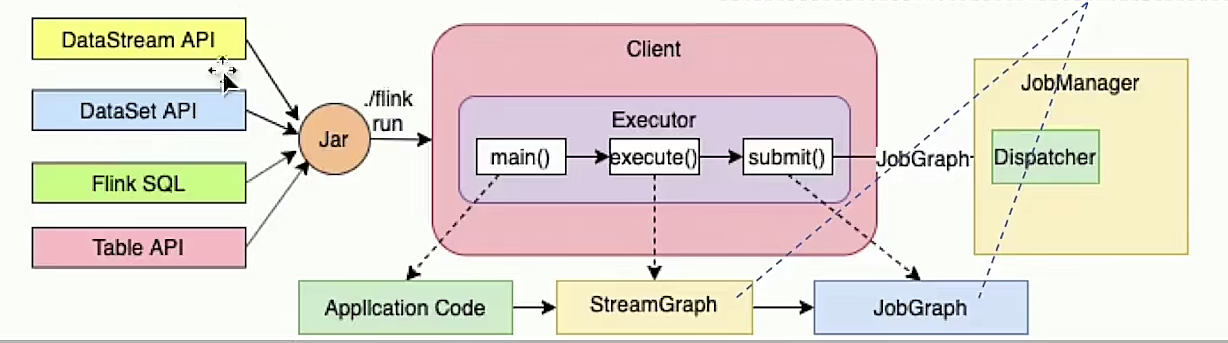 DataStream API
DataSet API
Flink SQL
Table API
Jar
./flink
run
Client
Executor
main()
execute()
submit()
JobGraph
JobManager
Dispatcher
Application Code
StreamGraph
JobGraph